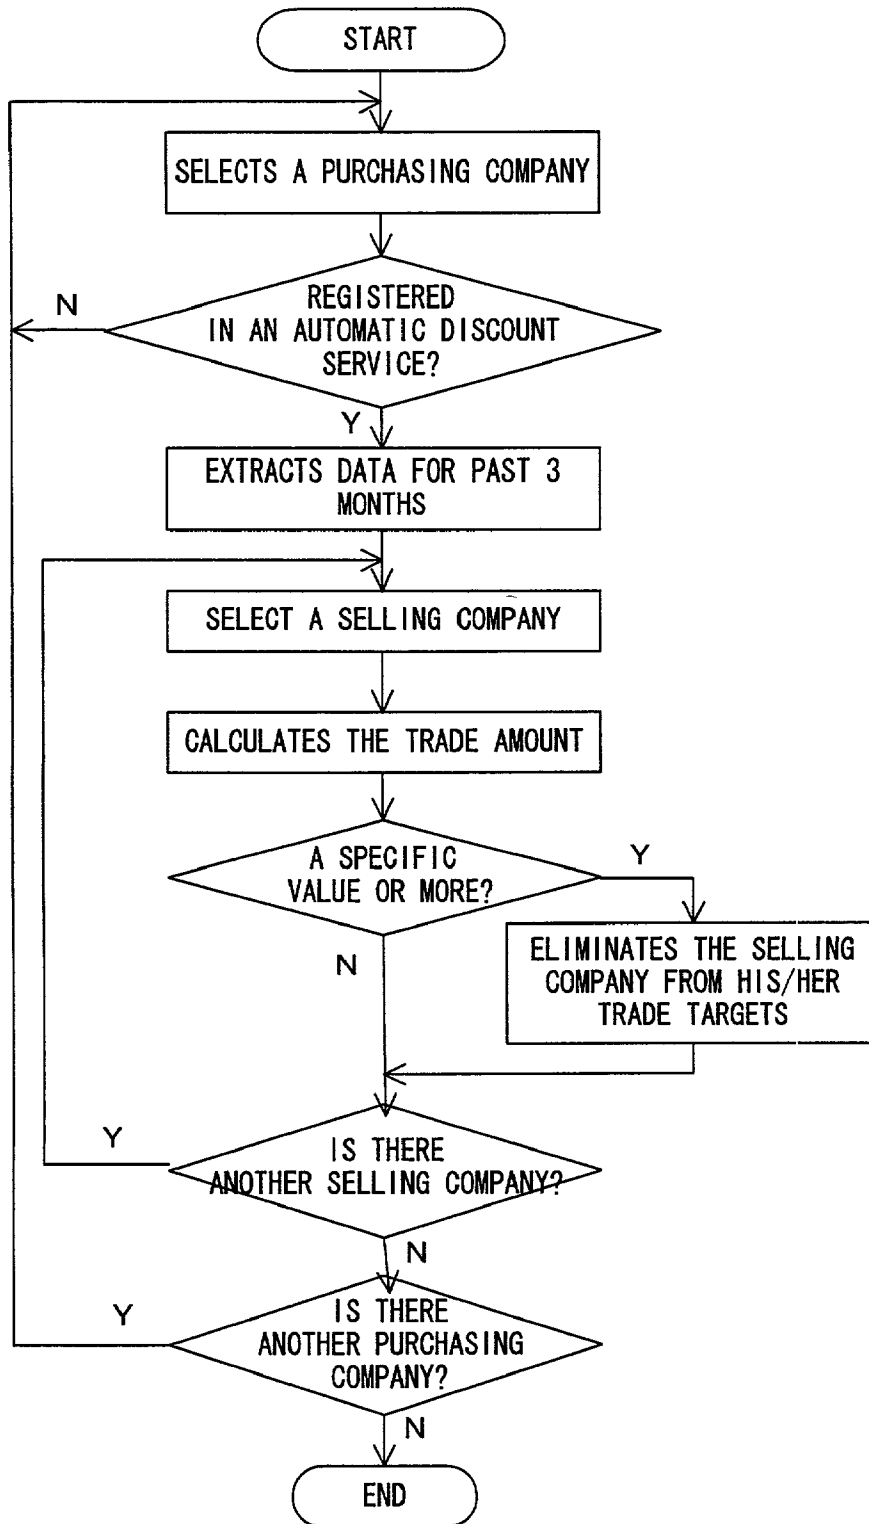 START
SELECTS A PURCHASING COMPANY
REGISTERED
IN AN AUTOMATIC DISCOUNT
SERVICE?
N
Y
EXTRACTS DATA FOR PAST 3
MONTHS
SELECT A SELLING COMPANY
CALCULATES THE TRADE AMOUNT
A SPECIFIC
VALUE OR MORE?
Y
N
ELIMINATES THE SELLING
COMPANY FROM HIS/HER
TRADE TARGETS
Y
IS THERE
ANOTHER SELLING COMPANY?
N
Y
IS THERE
ANOTHER PURCHASING
COMPANY?
N
END